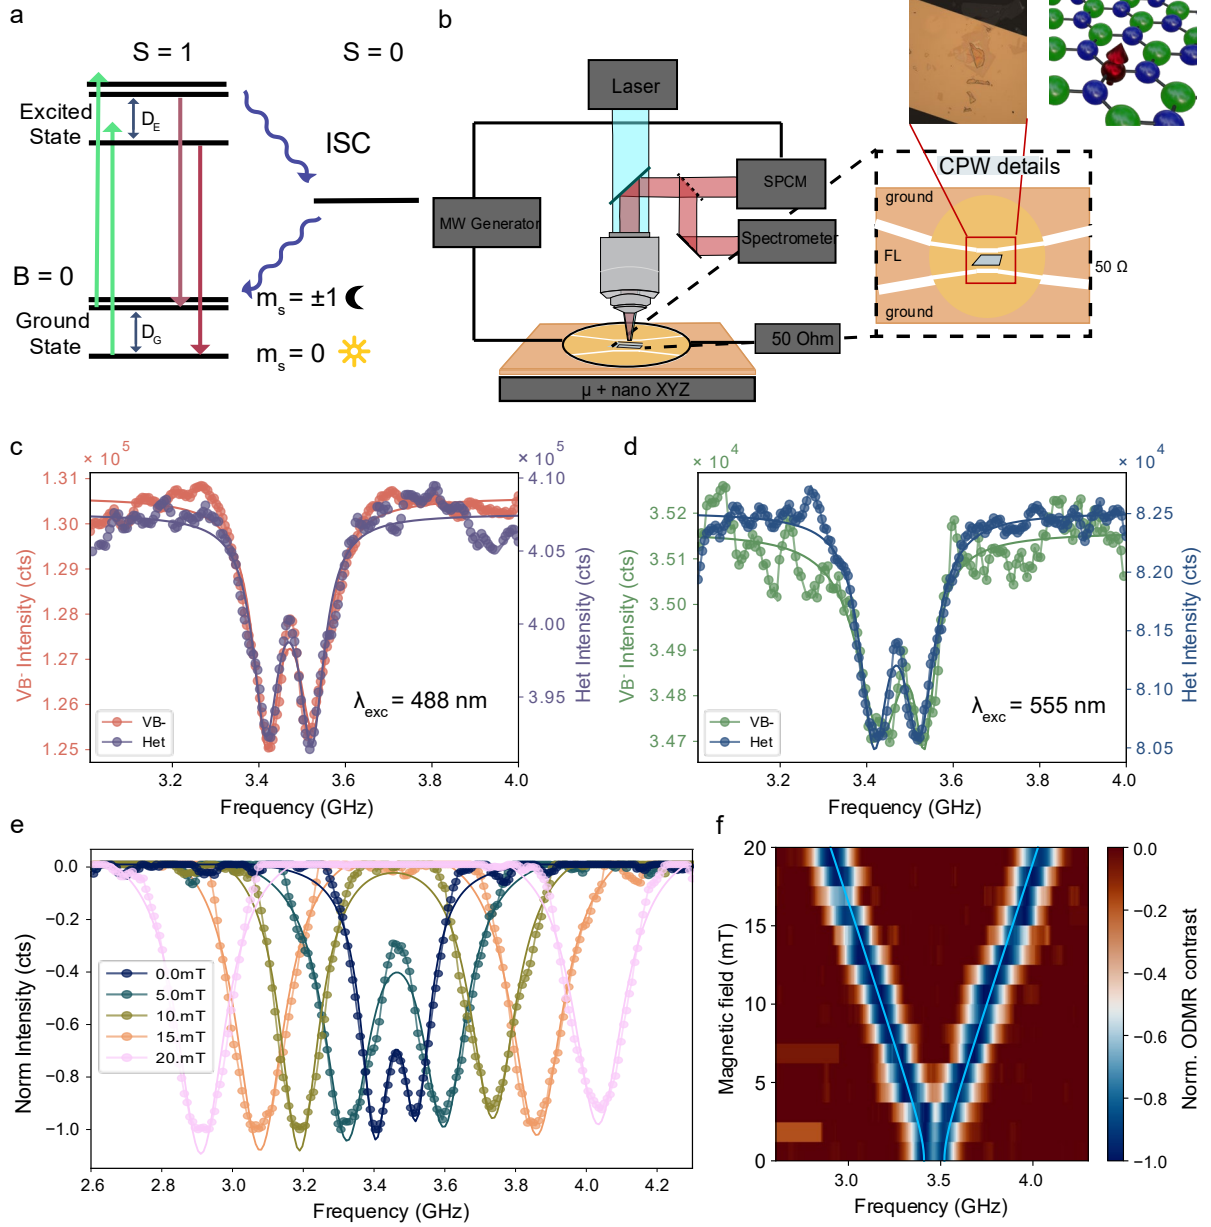 a
S = 1
S = 0
Excited
State
D_E
ISC
B = 0
m_s = ±1
Ground
State
D_G
m_s = 0
b
Laser
MW Generator
SPCM
Spectrometer
50 Ohm
μ + nano XYZ
CPW details
ground
FL
50 Ω
ground
c
× 10^5
× 10^5
1.31
1.30
1.29
1.28
1.27
1.26
1.25
VB- Intensity (cts)
4.10
4.05
4.00
3.95
Het Intensity (cts)
λ_exc = 488 nm
VB-
Het
3.2
3.4
3.6
3.8
4.0
Frequency (GHz)
d
× 10^4
× 10^4
3.52
3.51
3.50
3.49
3.48
3.47
VB- Intensity (cts)
8.25
8.20
8.15
8.10
8.05
Het Intensity (cts)
λ_exc = 555 nm
VB-
Het
3.2
3.4
3.6
3.8
4.0
Frequency (GHz)
e
0.0
−0.2
−0.4
−0.6
−0.8
−1.0
Norm Intensity (cts)
0.0mT
5.0mT
10.mT
15.mT
20.mT
2.6
2.8
3.0
3.2
3.4
3.6
3.8
4.0
4.2
Frequency (GHz)
f
20
15
10
5
0
Magnetic field (mT)
3.0
3.5
4.0
Frequency (GHz)
0.0
−0.2
−0.4
−0.6
−0.8
−1.0
Norm. ODMR contrast